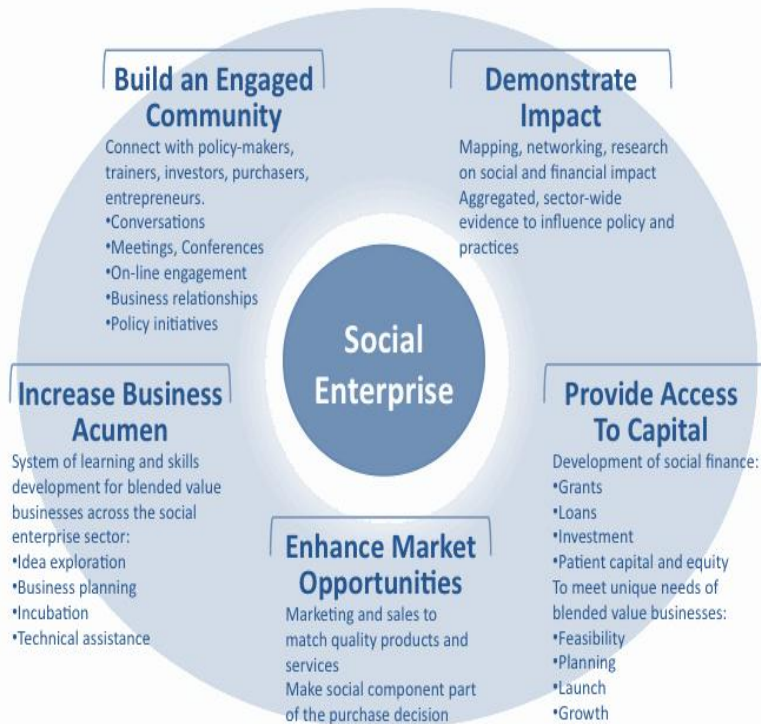 Build an Engaged
Community
Connect with policy-makers,
trainers, investors, purchasers,
entrepreneurs.
•Conversations
•Meetings, Conferences
•On-line engagement
•Business relationships
•Policy initiatives
Demonstrate
Impact
Mapping, networking, research
on social and financial impact
Aggregated, sector-wide
evidence to influence policy and
practices
Social
Enterprise
Increase Business
Acumen
System of learning and skills
development for blended value
businesses across the social
enterprise sector:
•Idea exploration
•Business planning
•Incubation
•Technical assistance
Enhance Market
Opportunities
Marketing and sales to
match quality products and
services
Make social component part
of the purchase decision
Provide Access
To Capital
Development of social finance:
•Grants
•Loans
•Investment
•Patient capital and equity
To meet unique needs of
blended value businesses:
•Feasibility
•Planning
•Launch
•Growth